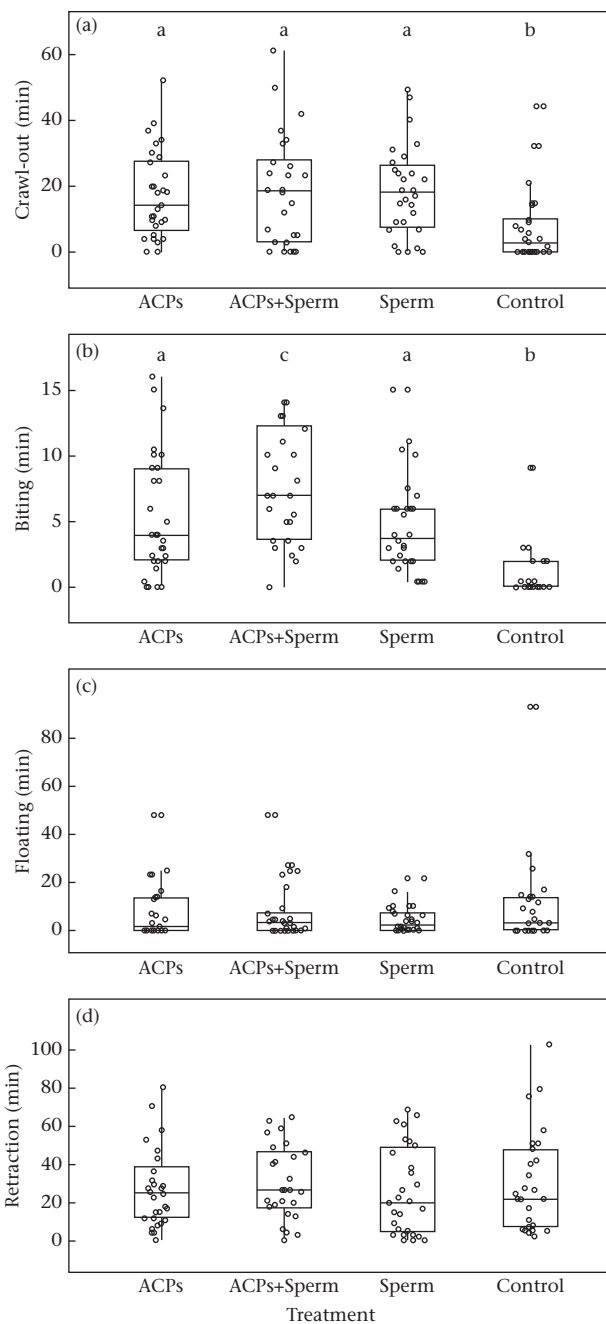 (a) a a a b
60
40
20
0
Crawl-out (min)
ACPs ACPs+Sperm Sperm Control
(b) a c a b
15
10
5
0
Biting (min)
ACPs ACPs+Sperm Sperm Control
(c)
80
60
40
20
0
Floating (min)
ACPs ACPs+Sperm Sperm Control
(d)
100
80
60
40
20
0
Retraction (min)
ACPs ACPs+Sperm Sperm Control
Treatment